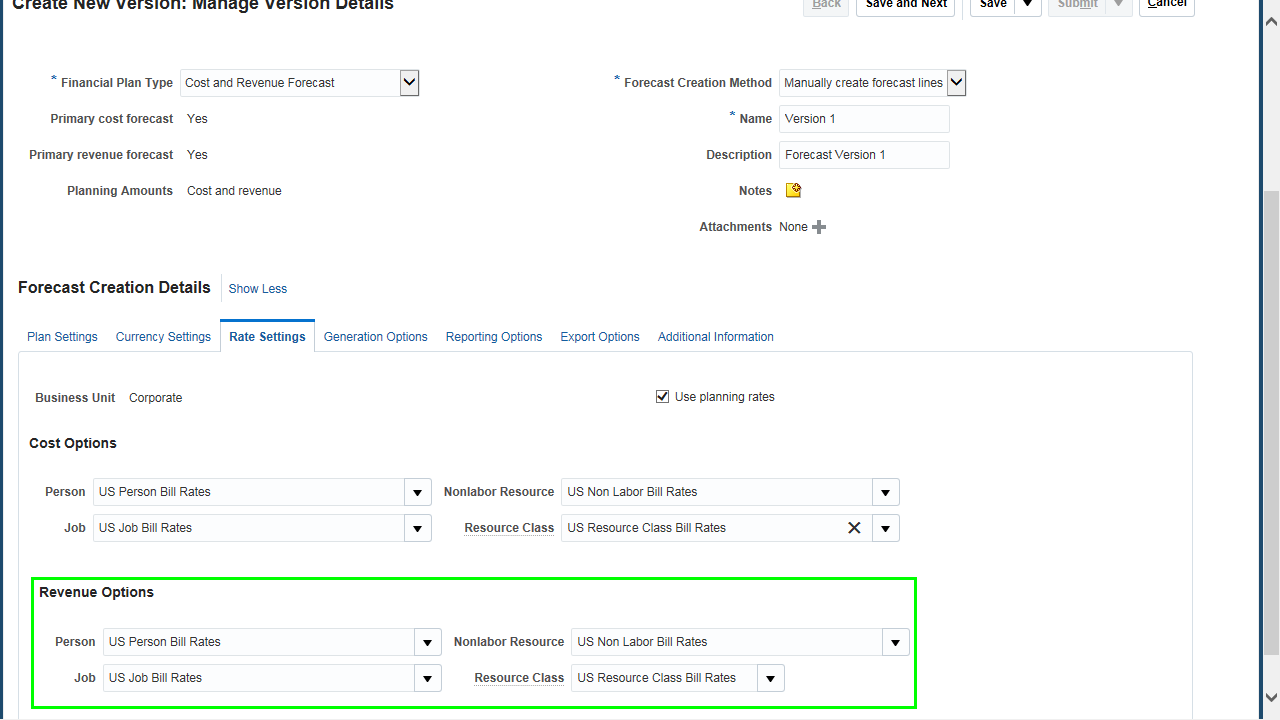 Create New Version: Manage Version Details
Back Save and Next Save Submit Cancel
* Financial Plan Type Cost and Revenue Forecast
* Forecast Creation Method Manually create forecast lines
Primary cost forecast Yes
* Name Version 1
Primary revenue forecast Yes
Description Forecast Version 1
Planning Amounts Cost and revenue
Notes
Attachments None
Forecast Creation Details Show Less
Plan Settings Currency Settings Rate Settings Generation Options Reporting Options Export Options Additional Information
Business Unit Corporate Use planning rates
Cost Options
Person US Person Bill Rates Nonlabor Resource US Non Labor Bill Rates
Job US Job Bill Rates Resource Class US Resource Class Bill Rates
Revenue Options
Person US Person Bill Rates Nonlabor Resource US Non Labor Bill Rates
Job US Job Bill Rates Resource Class US Resource Class Bill Rates